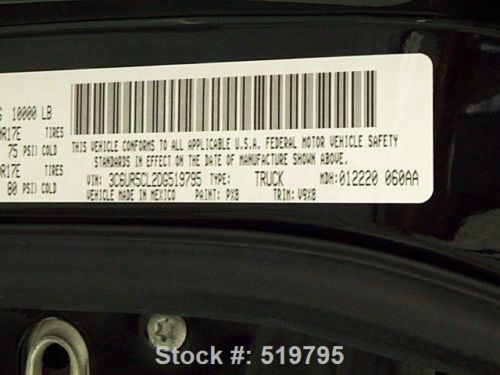 10000 LB
R17E TIRES
75 PSI) COLD
R17E TIRES
80 PSI) COLD
THIS VEHICLE CONFORMS TO ALL APPLICABLE U.S.A. FEDERAL MOTOR VEHICLE SAFETY
STANDARDS IN EFFECT ON THE DATE OF MANUFACTURE SHOWN ABOVE.
VIN: 3C6UR5CL2DG519795 TYPE: TRUCK MDH: 012220 060AA
VEHICLE MADE IN MEXICO PAINT: PX8 TRIM: V9X8
Stock #: 519795